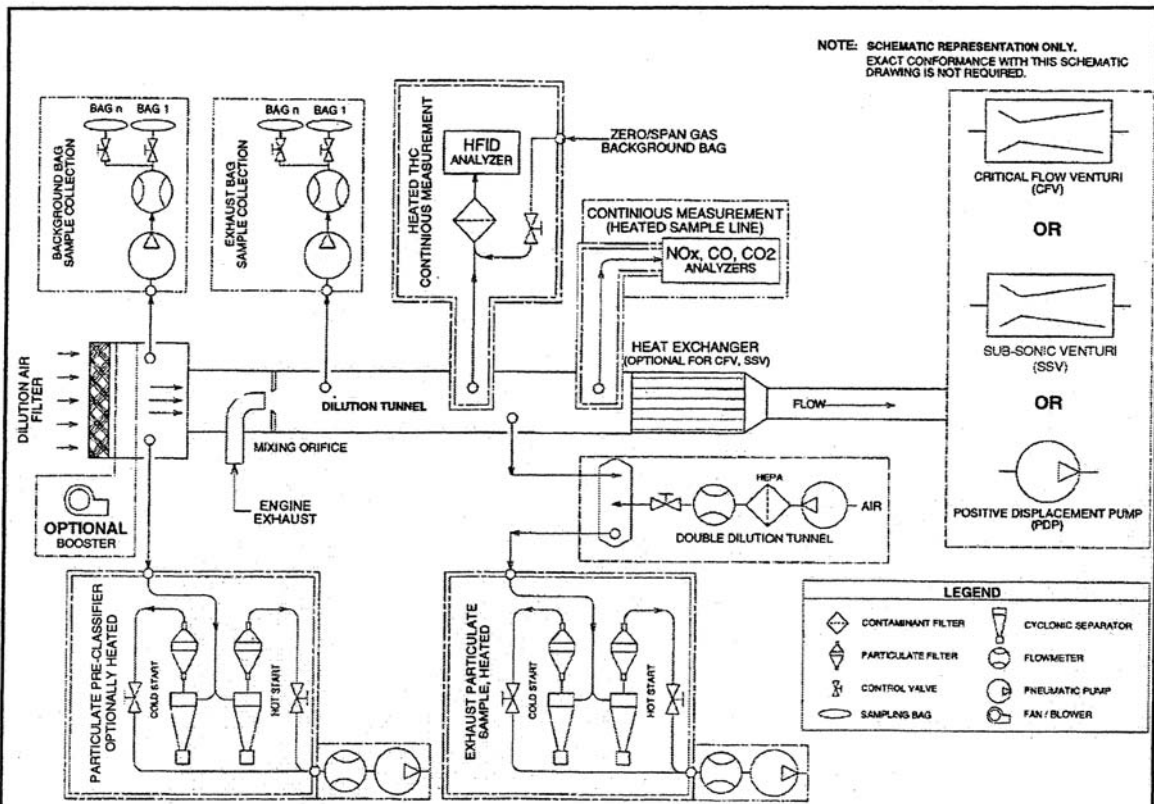 NOTE: SCHEMATIC REPRESENTATION ONLY.
EXACT CONFORMANCE WITH THIS SCHEMATIC
DRAWING IS NOT REQUIRED.
BAG n BAG 1
BACKGROUND BAG
SAMPLE COLLECTION
BAG n BAG 1
EXHAUST BAG
SAMPLE COLLECTION
HEATED THC
CONTINIOUS MEASUREMENT
HFID
ANALYZER
ZERO/SPAN GAS
BACKGROUND BAG
CONTINIOUS MEASUREMENT
(HEATED SAMPLE LINE)
NOx, CO, CO2
ANALYZERS
CRITICAL FLOW VENTURI
(CFV)
OR
SUB-SONIC VENTURI
(SSV)
OR
POSITIVE DISPLACEMENT PUMP
(PDP)
DILUTION AIR
FILTER
DILUTION TUNNEL
HEAT EXCHANGER
(OPTIONAL FOR CFV, SSV)
FLOW
MIXING ORIFICE
ENGINE
EXHAUST
OPTIONAL
BOOSTER
HEPA
AIR
DOUBLE DILUTION TUNNEL
PARTICULATE PRE-CLASSIFIER
OPTIONALLY HEATED
COLD START
HOT START
EXHAUST PARTICULATE
SAMPLE, HEATED
COLD START
HOT START
LEGEND
CONTAMINANT FILTER
CYCLONIC SEPARATOR
PARTICULATE FILTER
FLOWMETER
CONTROL VALVE
PNEUMATIC PUMP
SAMPLING BAG
FAN / BLOWER